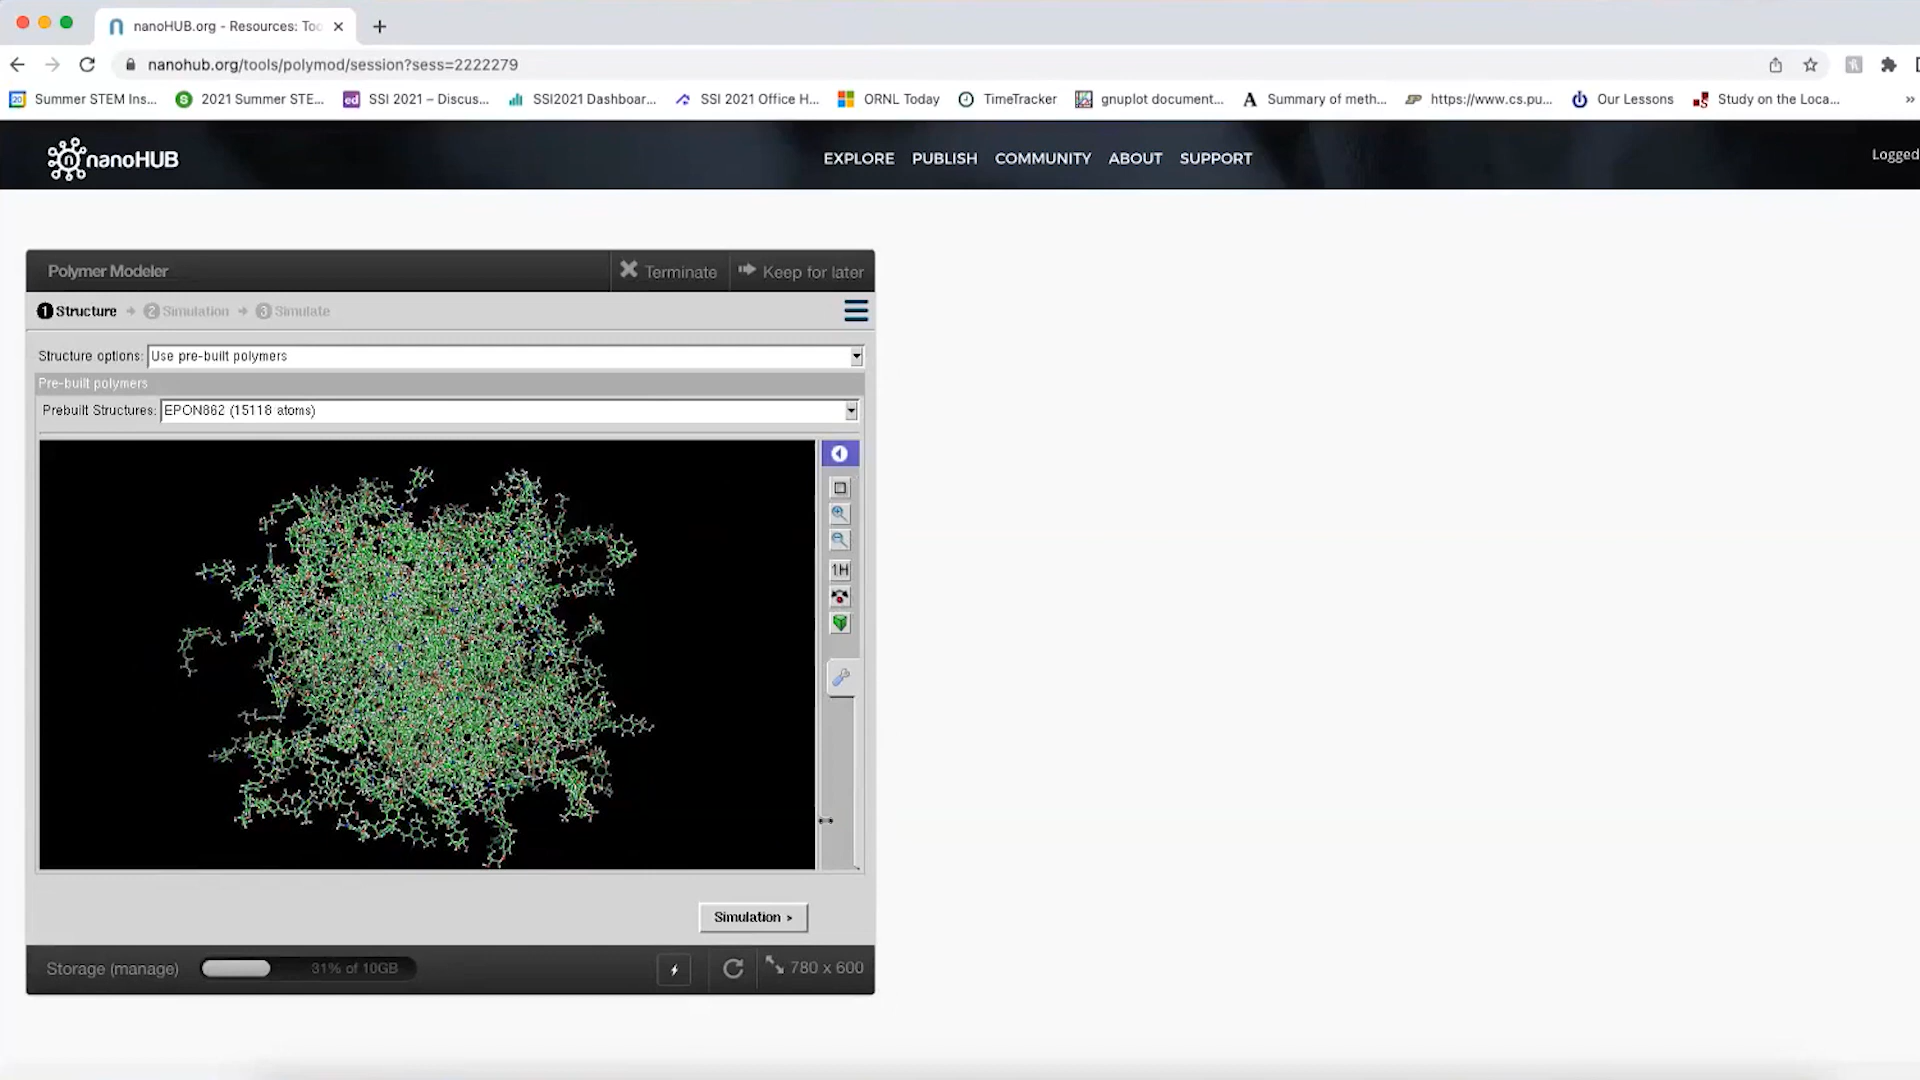 nanoHUB.org - Resources: Too
nanohub.org/tools/polymod/session?sess=2222279
Summer STEM Ins... 2021 Summer STE... SSI 2021 – Discus... SSI2021 Dashboar... SSI 2021 Office H... ORNL Today TimeTracker gnuplot document... Summary of meth... https://www.cs.pu... Our Lessons Study on the Loca... »
nanoHUB EXPLORE PUBLISH COMMUNITY ABOUT SUPPORT Logged
Polymer Modeler Terminate Keep for later
1 Structure 2 Simulation 3 Simulate
Structure options: Use pre-built polymers
Pre-built polymers
Prebuilt Structures: EPON862 (15118 atoms)
1H
Simulation >
Storage (manage) 31% of 10GB 780 x 600